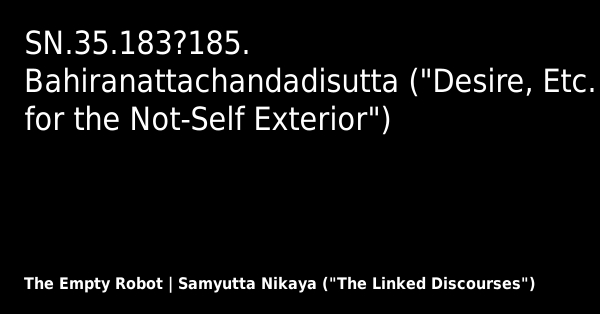 SN.35.183?185.
Bahiranattachandadisutta ("Desire, Etc.
for the Not-Self Exterior")
The Empty Robot | Samyutta Nikaya ("The Linked Discourses")